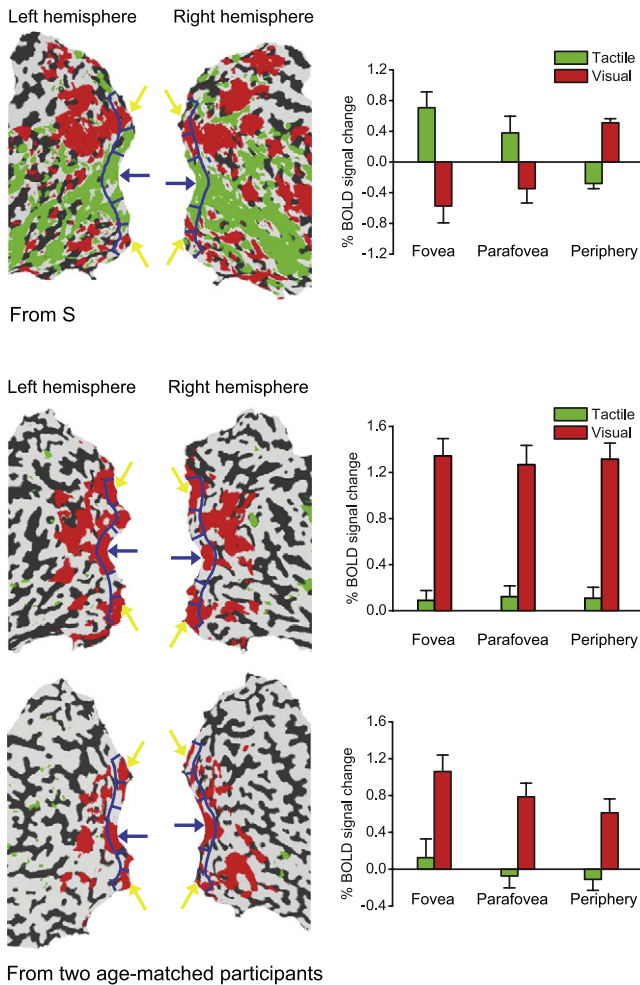 Left hemisphere Right hemisphere
Tactile
Visual
% BOLD signal change
1.2
0.8
0.4
0.0
-0.4
-0.8
-1.2
Fovea Parafovea Periphery
From S
Left hemisphere Right hemisphere
Tactile
Visual
% BOLD signal change
1.6
1.2
0.8
0.4
0.0
Fovea Parafovea Periphery
% BOLD signal change
1.6
1.2
0.8
0.4
0.0
-0.4
Fovea Parafovea Periphery
From two age-matched participants